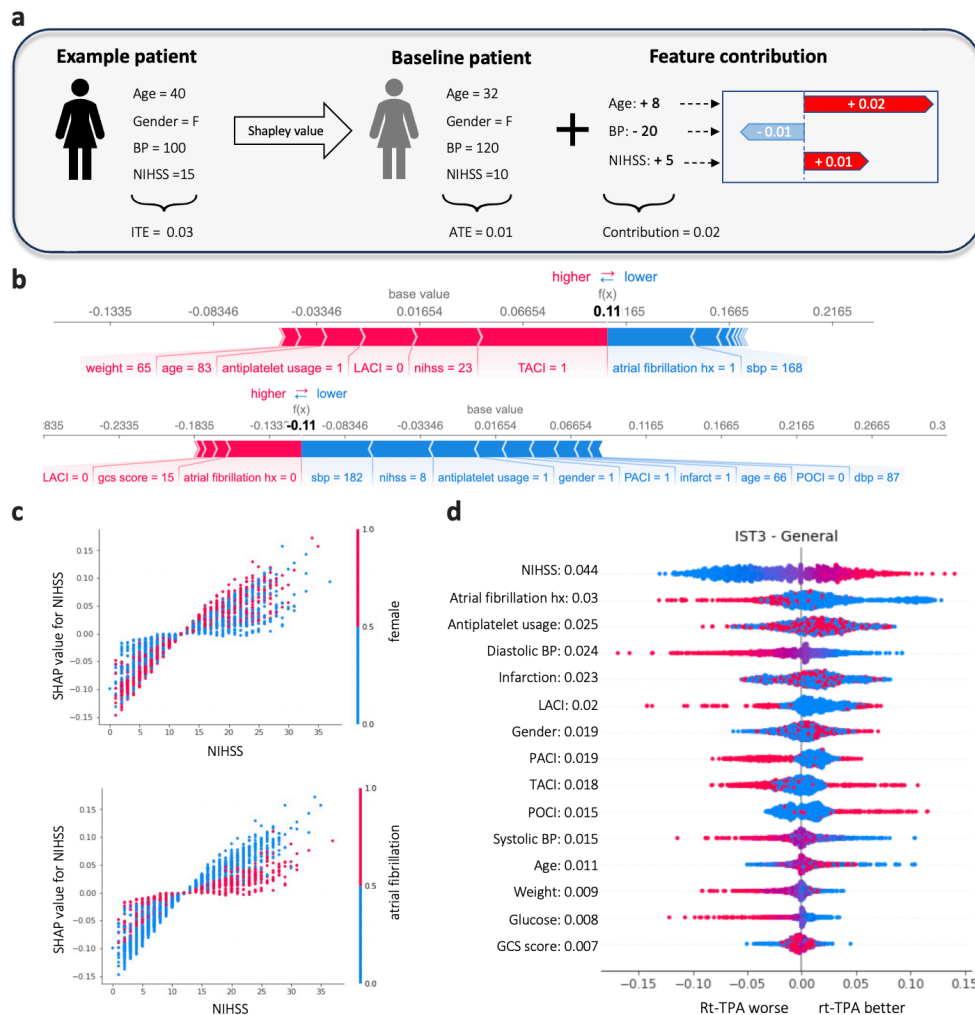 a
Example patient
Baseline patient
Feature contribution
Age = 40
Gender = F
BP = 100
NIHSS =15
Shapley value
Age = 32
Gender = F
BP = 120
NIHSS =10
Age: + 8
BP: - 20
NIHSS: + 5
+ 0.02
- 0.01
+ 0.01
ITE = 0.03
ATE = 0.01
Contribution = 0.02
b
higher ⇄ lower
base value
f(x)
-0.1335 -0.08346 -0.03346 0.01654 0.06654 0.11 165 0.1665 0.2165
weight = 65 age = 83 antiplatelet usage = 1 LACI = 0 nihss = 23 TACI = 1 atrial fibrillation hx = 1 sbp = 168
higher ⇄ lower
f(x)
base value
835 -0.2335 -0.1835 -0.1335 -0.11 -0.08346 -0.03346 0.01654 0.06654 0.1165 0.1665 0.2165 0.2665 0.3
LACI = 0 gcs score = 15 atrial fibrillation hx = 0 sbp = 182 nihss = 8 antiplatelet usage = 1 gender = 1 PACI = 1 infarct = 1 age = 66 POCI = 0 dbp = 87
c
SHAP value for NIHSS
0.15
0.10
0.05
0.00
−0.05
−0.10
−0.15
0 5 10 15 20 25 30 35
NIHSS
1.0
0.5
0.0
female
SHAP value for NIHSS
0.15
0.10
0.05
0.00
−0.05
−0.10
−0.15
0 5 10 15 20 25 30 35
NIHSS
1.0
0.5
0.0
atrial fibrillation
d
IST3 - General
NIHSS: 0.044
Atrial fibrillation hx: 0.03
Antiplatelet usage: 0.025
Diastolic BP: 0.024
Infarction: 0.023
LACI: 0.02
Gender: 0.019
PACI: 0.019
TACI: 0.018
POCI: 0.015
Systolic BP: 0.015
Age: 0.011
Weight: 0.009
Glucose: 0.008
GCS score: 0.007
−0.15 −0.10 −0.05 0.00 0.05 0.10 0.15
Rt-TPA worse rt-TPA better